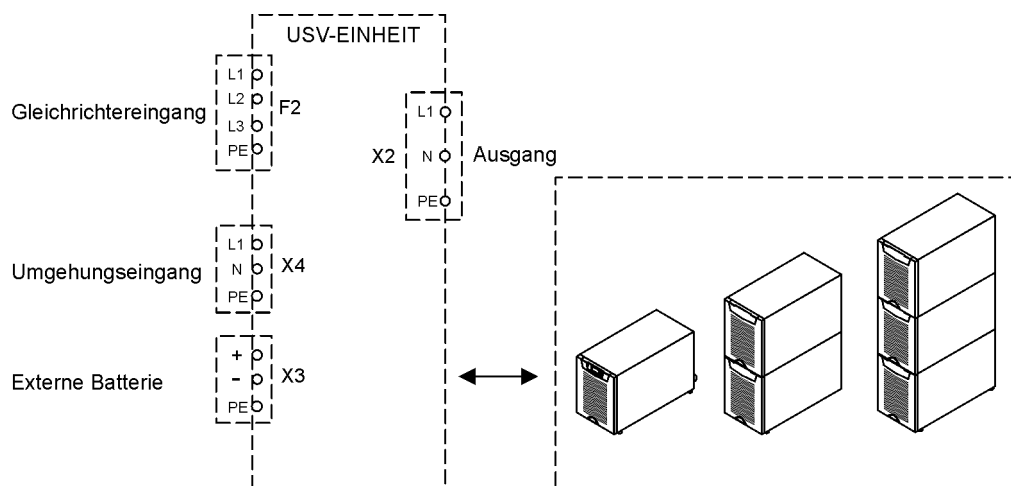 USV-EINHEIT
Gleichrichtereingang
L1
L2
L3
PE
F2
X2
L1
N
PE
Ausgang
Umgehungseingang
L1
N
PE
X4
Externe Batterie
+
-
PE
X3